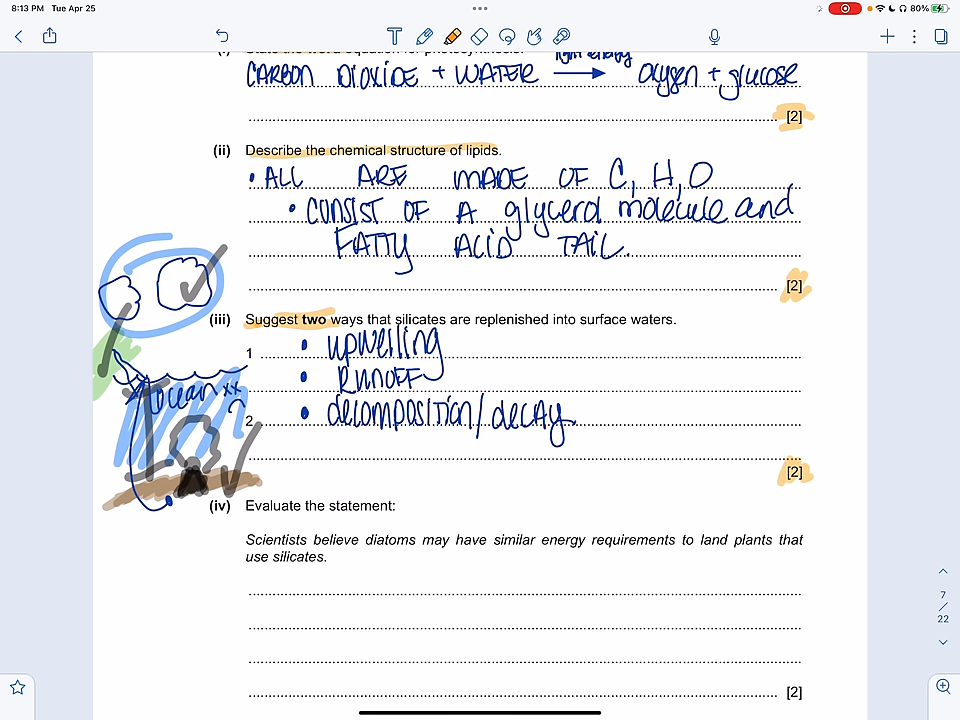 8:13 PM Tue Apr 25
80%
light energy
CARBON DIOXIDE + WATER → oxygen + glucose
[2]
(ii) Describe the chemical structure of lipids.
• ALL ARE MADE OF C, H, O
• CONSIST OF A glycerol molecule and
FATTY ACID TAIL.
[2]
(iii) Suggest two ways that silicates are replenished into surface waters.
1 • upwelling
• RUNOFF
2 • decomposition/decay
[2]
ocean
(iv) Evaluate the statement:
Scientists believe diatoms may have similar energy requirements to land plants that
use silicates.
[2]
7
/
22